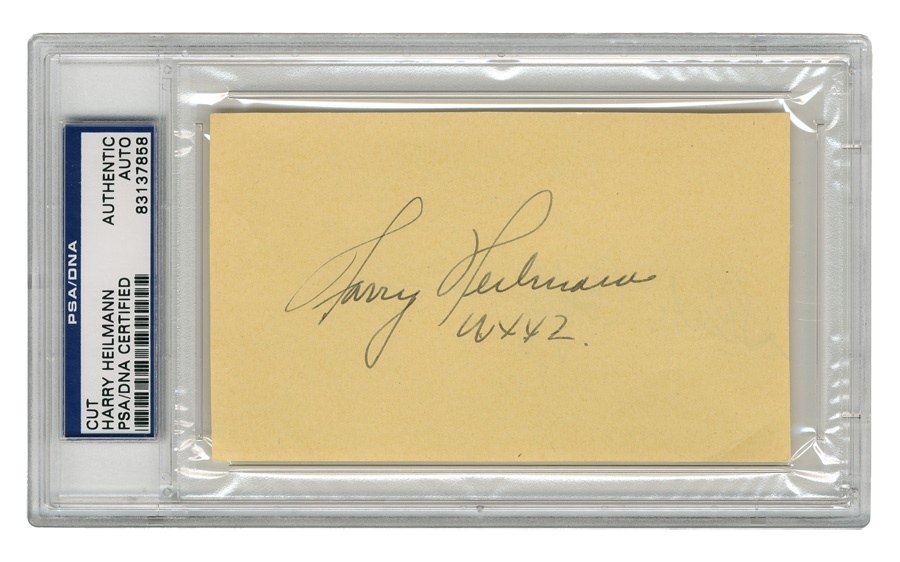 PSA/DNA
CUT
HARRY HEILMANN
PSA/DNA CERTIFIED
AUTHENTIC
AUTO
83137858
Harry Heilmann
WXYZ.